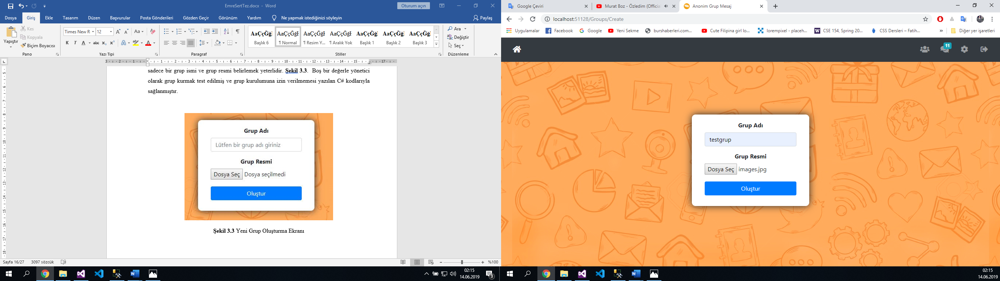 EmreSertTez.docx - Word
Oturum açın
Dosya Giriş Ekle Tasarım Düzen Başvurular Posta Gönderileri Gözden Geçir Görünüm Yardım Ne yapmak istediğinizi söyleyin Paylaş
Yapıştır
Kes
Kopyala
Biçim Boyacısı
Pano
Times New R 12
Yazı Tipi
Paragraf
AaÇçĞğİ AaÇçĞğİ AaÇçĞğİ AaÇçĞğİ AaÇçĞğİ AaÇçĞğİ AaÇçĞğİ
Başlık 6 ¶ Normal ¶ Resim Y... ¶ Aralık Yok Başlık 1 Başlık 2 Başlık 3
Stiller
Ara
Değiştir
Seç
Düzenleme
sadece bir grup ismi ve grup resmi belirlemek yeterlidir. Şekil 3.3. Boş bir değerle yönetici
olarak grup kurmak test edilmiş ve grup kurulumuna izin verilmemesi yazılan C# kodlarıyla
sağlanmıştır.
Grup Adı
Lütfen bir grup adı giriniz
Grup Resmi
Dosya Seç Dosya seçilmedi
Oluştur
Şekil 3.3 Yeni Grup Oluşturma Ekranı
Sayfa 16/27 3097 sözcük
%100
02:15
14.06.2019
3
Google Çeviri
Murat Boz - Özledim (Official
Anonim Grup Mesaj
localhost:51128/Groups/Create
Uygulamalar Facebook Google Yeni Sekme burshaberleri.com... Cute Filipina girl lo... lorempixel - placeh... CSE 154, Spring 20... CSS Dersleri – Fatih... » Diğer yer işaretleri
11
Grup Adı
testgrup
Grup Resmi
Dosya Seç images.jpg
Oluştur
02:15
14.06.2019